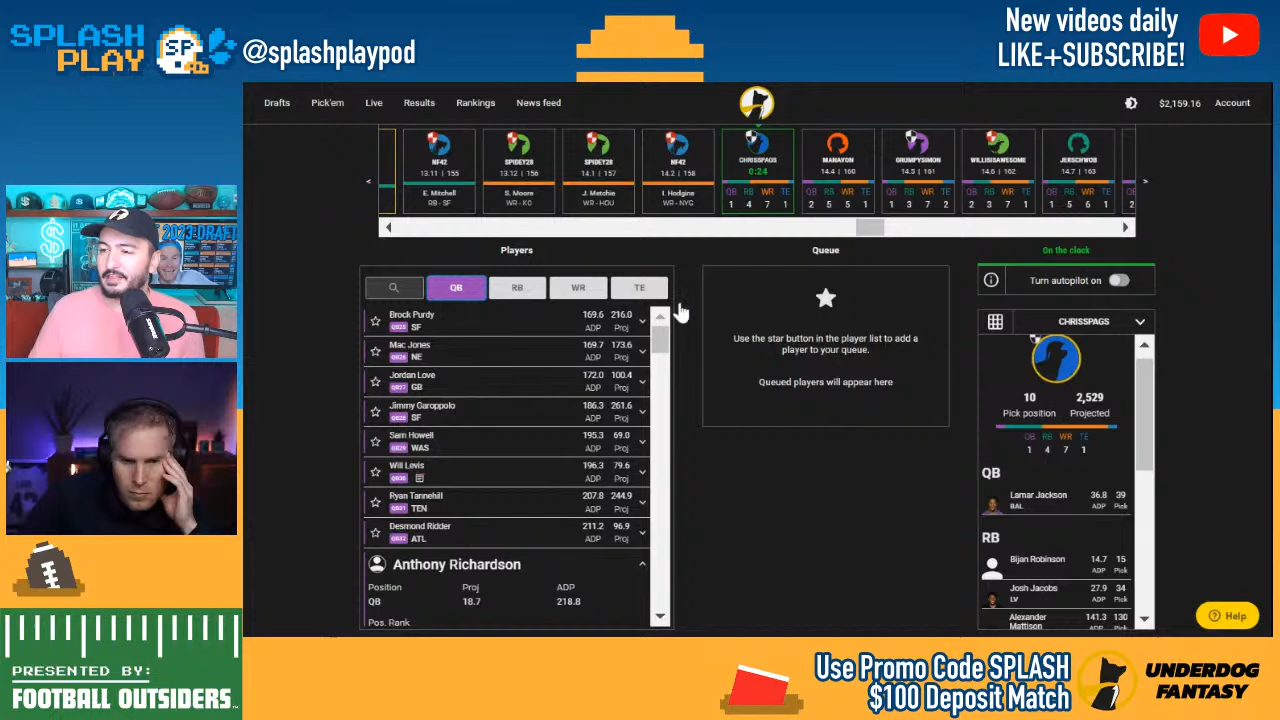 SPLASH
PLAY
SP
@splashplaypod
New videos daily
LIKE+SUBSCRIBE!
Drafts
Pick'em
Live
Results
Rankings
News feed
$2,159.16
Account
NF42
13.11 | 155
E. Mitchell
RB - SF
SPIDEY28
13.12 | 156
S. Moore
WR - KC
SPIDEY28
14.1 | 157
J. Metchie
WR - HOU
NF42
14.2 | 158
I. Hodgins
WR - NYG
CHRISSPAGS
0:24
QB RB WR TE
1 4 7 1
MANAYON
14.4 | 160
QB RB WR TE
2 5 5 1
GRUMPYSIMON
14.5 | 161
QB RB WR TE
1 3 7 2
WILLISISAWESOME
14.6 | 162
QB RB WR TE
2 3 7 1
JERSCHWOB
14.7 | 163
QB RB WR TE
1 5 6 1
QB
2
Players
Queue
On the clock
QB
RB
WR
TE
Brock Purdy 169.6 216.0
QB25 SF ADP Proj
Mac Jones 169.7 173.6
QB26 NE ADP Proj
Jordan Love 172.0 100.4
QB27 GB ADP Proj
Jimmy Garoppolo 186.3 261.6
QB28 SF ADP Proj
Sam Howell 195.3 69.0
QB29 WAS ADP Proj
Will Levis 196.3 79.6
QB30 ADP Proj
Ryan Tannehill 207.8 244.9
QB31 TEN ADP Proj
Desmond Ridder 211.2 96.9
QB32 ATL ADP Proj
Anthony Richardson
Position Proj ADP
QB 18.7 218.8
Pos. Rank
Use the star button in the player list to add a
player to your queue.
Queued players will appear here
Turn autopilot on
CHRISSPAGS
10 2,529
Pick position Projected
QB RB WR TE
1 4 7 1
QB
Lamar Jackson 36.8 39
BAL ADP Pick
RB
Bijan Robinson 14.7 15
ADP Pick
Josh Jacobs 27.9 34
LV ADP Pick
Alexander 141.3 130
Mattison ADP Pick
Help
2023 DRAFT
PRESENTED BY:
FOOTBALL OUTSIDERS
Use Promo Code SPLASH
$100 Deposit Match
UNDERDOG
FANTASY